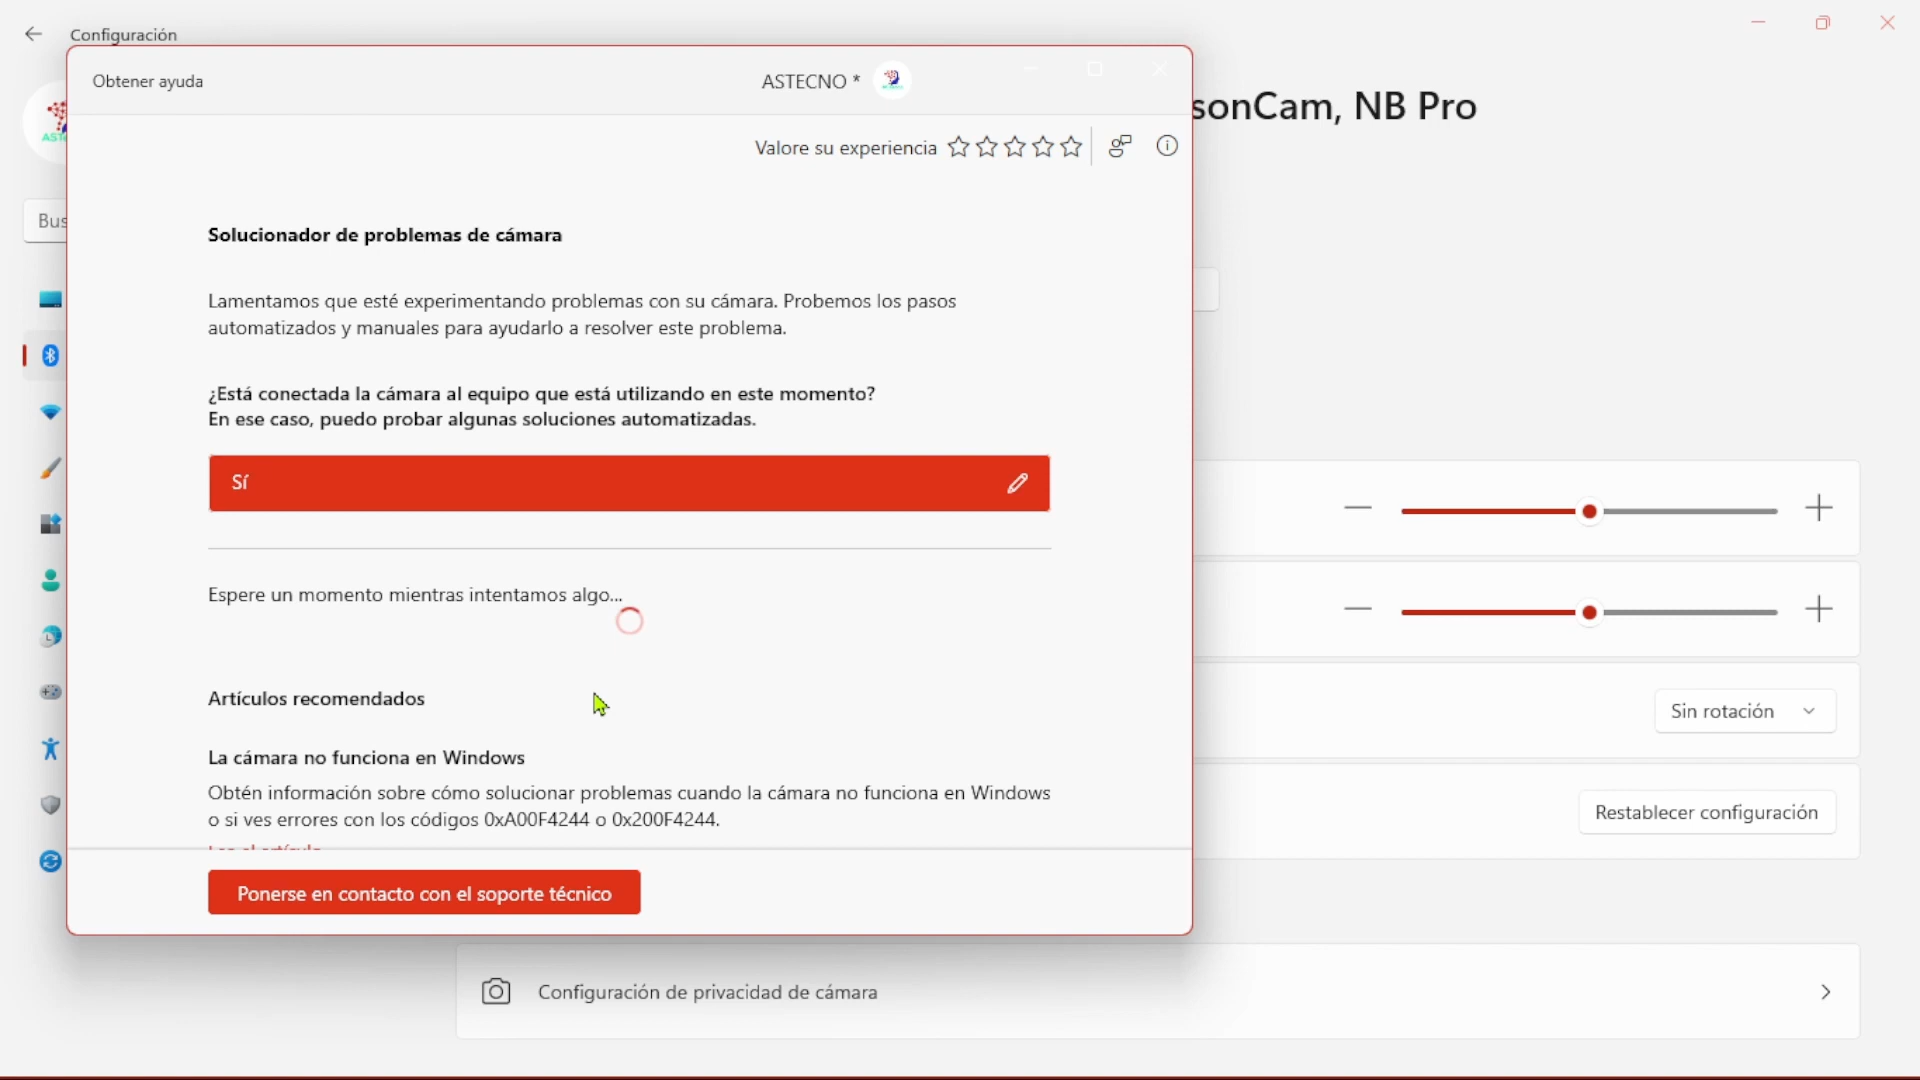 Configuración
Obtener ayuda
ASTECNO *
sonCam, NB Pro
Valore su experiencia
Bus
Solucionador de problemas de cámara
Lamentamos que esté experimentando problemas con su cámara. Probemos los pasos
automatizados y manuales para ayudarlo a resolver este problema.
¿Está conectada la cámara al equipo que está utilizando en este momento?
En ese caso, puedo probar algunas soluciones automatizadas.
Sí
Espere un momento mientras intentamos algo...
Artículos recomendados
Sin rotación
La cámara no funciona en Windows
Obtén información sobre cómo solucionar problemas cuando la cámara no funciona en Windows
o si ves errores con los códigos 0xA00F4244 o 0x200F4244.
Restablecer configuración
Ponerse en contacto con el soporte técnico
Configuración de privacidad de cámara